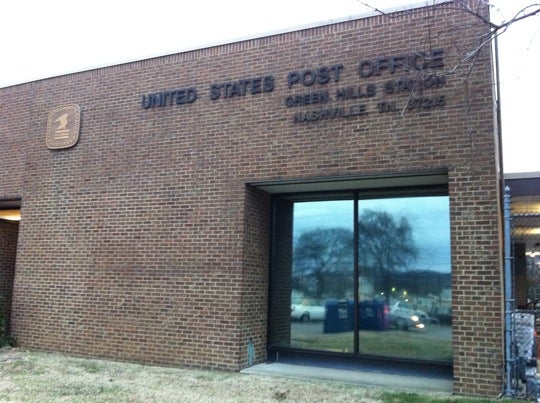 UNITED STATES POST OFFICE
GREEN HILLS STATION
NASHVILLE, TN. 37215